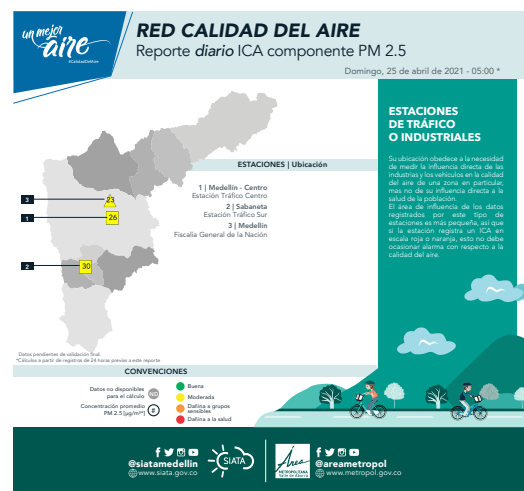 un mejor
aire
#CalidadDelAire
RED CALIDAD DEL AIRE
Reporte diario ICA componente PM 2.5
Domingo, 25 de abril de 2021 - 05:00 *
ESTACIONES | Ubicación
1 | Medellín - Centro
Estación Tráfico Centro
2 | Sabaneta
Estación Tráfico Sur
3 | Medellín
Fiscalía General de la Nación
3
23
1
26
2
30
ESTACIONES
DE TRÁFICO
O INDUSTRIALES
Su ubicación obedece a la necesidad
de medir la influencia directa de las
industrias y los vehículos en la calidad
del aire de una zona en particular,
mas no de su influencia directa a la
salud de la población.
El área de influencia de los datos
registrados por este tipo de
estaciones es más pequeña, así que
si la estación registra un ICA en
escala roja o naranja, esto no debe
ocasionar alarma con respecto a la
calidad del aire.
Datos pendientes de validación final.
*Cálculos a partir de registros de 24 horas previas a este reporte
CONVENCIONES
Datos no disponibles
para el cálculo
ND
Concentración promedio
PM 2.5 (µg/m³)
#
Buena
Moderada
Dañina a grupos
sensibles
Dañina a la salud
@siatamedellin
www.siata.gov.co
SIATA
Área
METROPOLITANA
Valle de Aburrá
@areametropol
www.metropol.gov.co